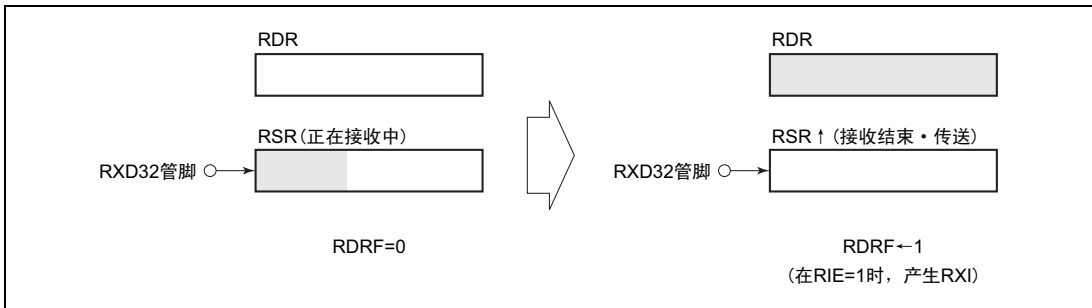 RDR
RSR(正在接收中)
RXD32管脚
RDRF=0
RDR
RSR↑(接收结束・传送)
RXD32管脚
RDRF←1
(在RIE=1时，产生RXI)